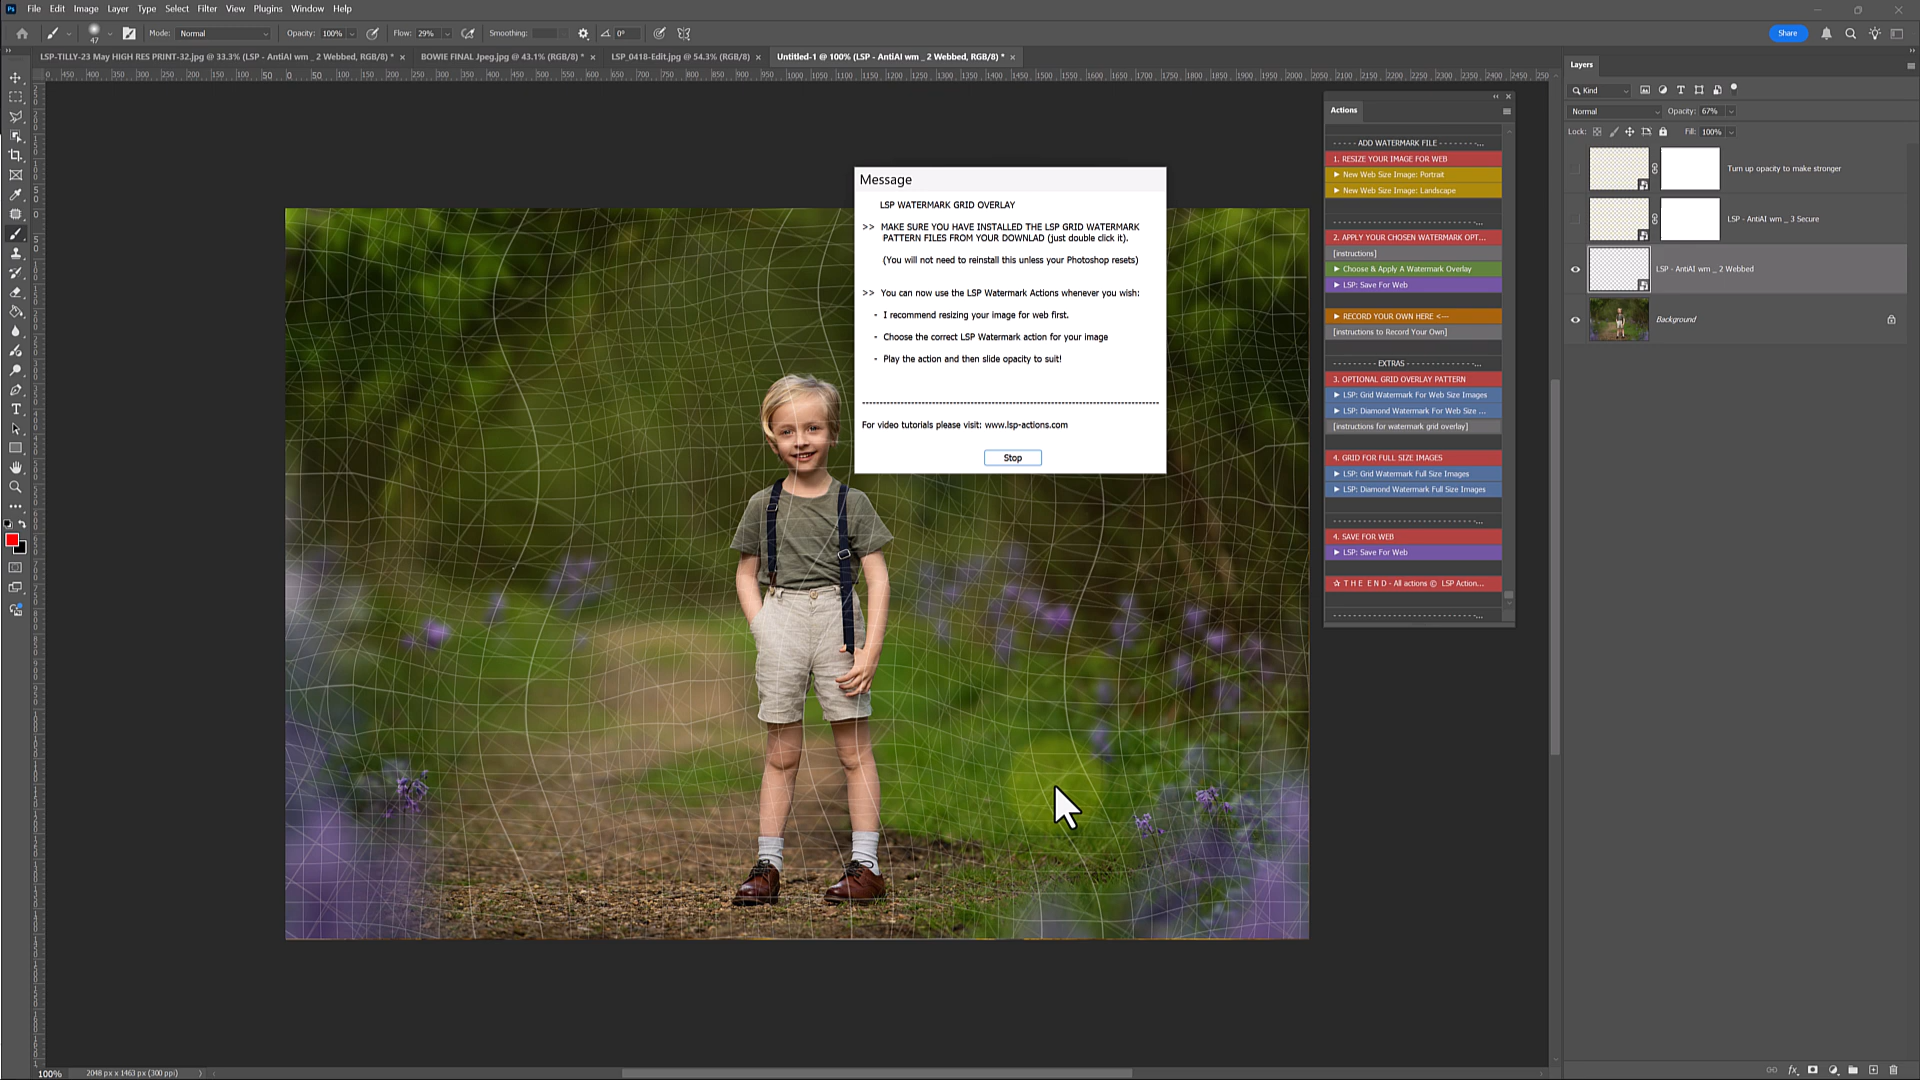 File Edit Image Layer Type Select Filter View Plugins Window Help
47 Mode: Normal Opacity: 100% Flow: 29% Smoothing: 0° Share
LSP-TILLY-23 May HIGH RES PRINT-32.jpg @ 33.3% (LSP - AntiAI wm _ 2 Webbed, RGB/8) * ×
BOWIE FINAL Jpeg.jpg @ 43.1% (RGB/8) * ×
LSP_0418-Edit.jpg @ 54.3% (RGB/8) ×
Untitled-1 @ 100% (LSP - AntiAI wm _ 2 Webbed, RGB/8) * ×
Message
LSP WATERMARK GRID OVERLAY
>> MAKE SURE YOU HAVE INSTALLED THE LSP GRID WATERMARK
PATTERN FILES FROM YOUR DOWNLAD (just double click it).
(You will not need to reinstall this unless your Photoshop resets)
>> You can now use the LSP Watermark Actions whenever you wish:
- I recommend resizing your image for web first.
- Choose the correct LSP Watermark action for your image
- Play the action and then slide opacity to suit!
For video tutorials please visit: www.lsp-actions.com
Stop
Actions
- - - - - ADD WATERMARK FILE - - - - - - - -...
1. RESIZE YOUR IMAGE FOR WEB
New Web Size Image: Portrait
New Web Size Image: Landscape
2. APPLY YOUR CHOSEN WATERMARK OPT...
[instructions]
Choose & Apply A Watermark Overlay
LSP: Save For Web
RECORD YOUR OWN HERE <---
[instructions to Record Your Own]
- - - - - - - - - EXTRAS - - - - - - - - - - - -...
3. OPTIONAL GRID OVERLAY PATTERN
LSP: Grid Watermark For Web Size Images
LSP: Diamond Watermark For Web Size ...
[instructions for watermark grid overlay]
4. GRID FOR FULL SIZE IMAGES
LSP: Grid Watermark Full Size Images
LSP: Diamond Watermark Full Size Images
4. SAVE FOR WEB
LSP: Save For Web
☆ T H E E N D - All actions © LSP Action...
Layers
Kind
Normal Opacity: 67%
Lock: Fill: 100%
Turn up opacity to make stronger
LSP - AntiAI wm _ 3 Secure
LSP - AntiAI wm _ 2 Webbed
Background
100% 2048 px x 1463 px (300 ppi)